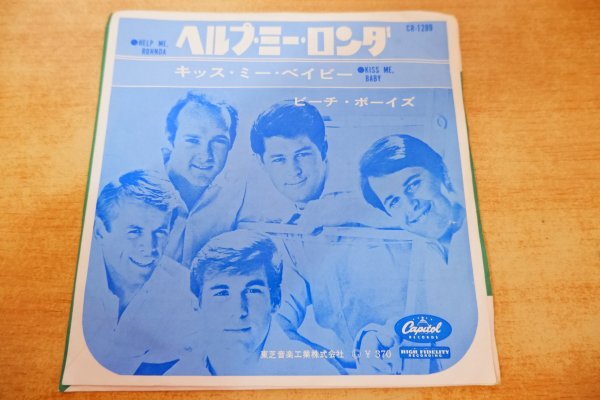 ●HELP ME,
ROHNDA
ヘルプ・ミー・ロンダ
CR-1289
キッス・ミー・ベイビー
●KISS ME,
BABY
ビーチ・ボーイズ
Capitol
RECORDS
HIGH FIDELITY
RECORDING
東芝音楽工業株式会社
¥370